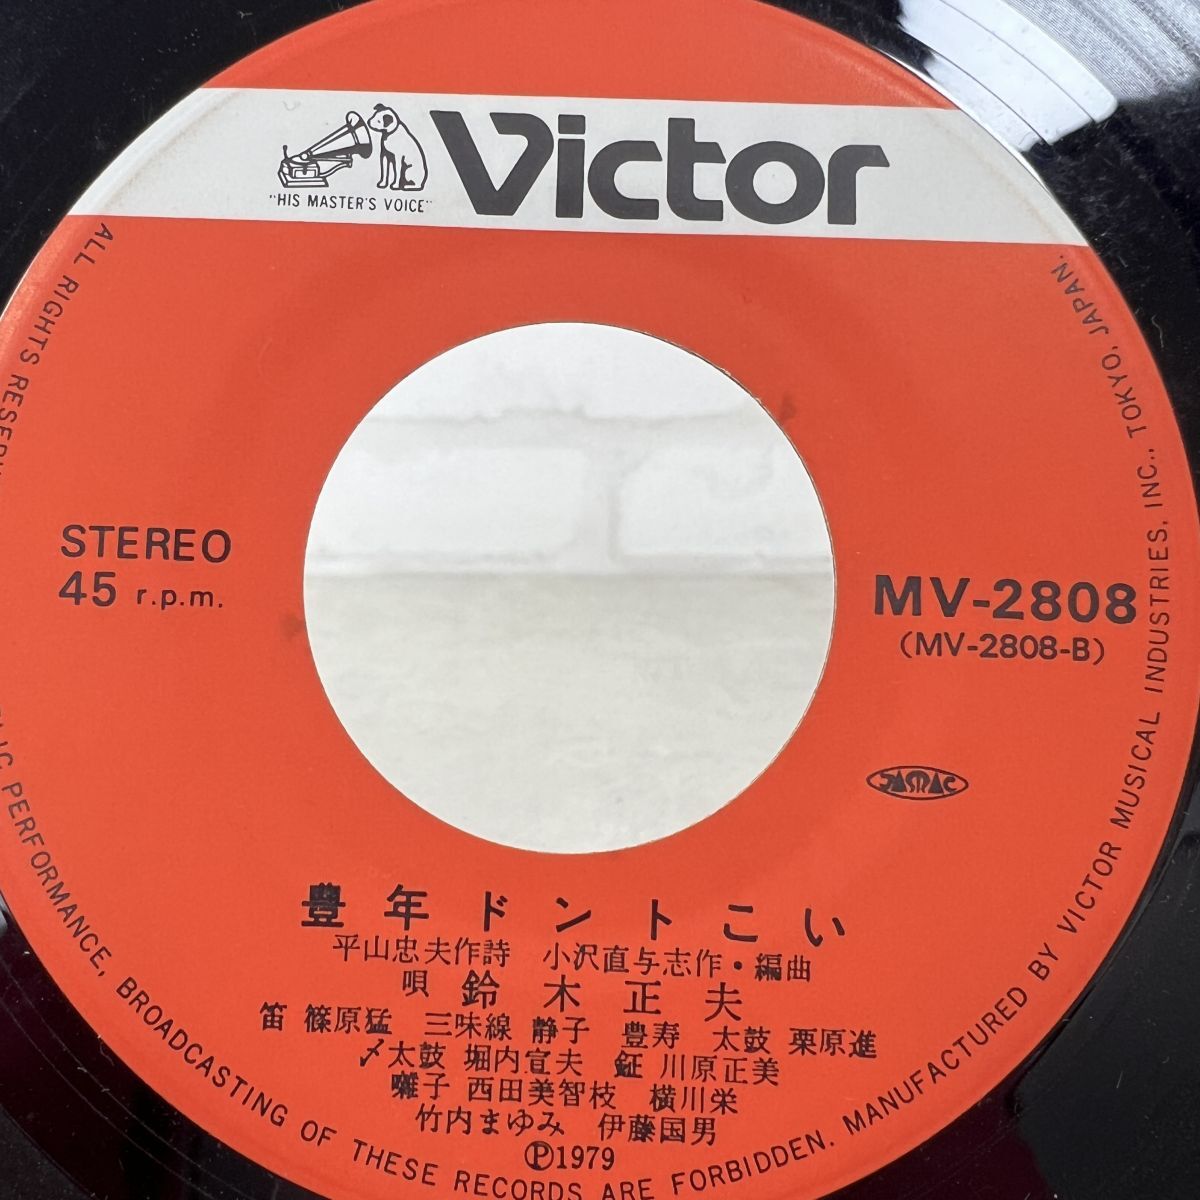 Victor
"HIS MASTER'S VOICE"
STEREO
45 r.p.m.
MV-2808
(MV-2808-B)
JASRAC
豊年ドントこい
平山忠夫作詩 小沢直与志作・編曲
唄 鈴木正夫
笛 篠原猛 三味線 静子 豊寿 太鼓 栗原進
〆太鼓 堀内宣夫 鉦 川原正美
囃子 西田美智枝 横川栄
竹内まゆみ 伊藤国男
Ⓟ1979
ALL RIGHTS PERFORMANCE, BROADCASTING OF THESE RECORDS ARE FORBIDDEN. MANUFACTURED BY VICTOR MUSICAL INDUSTRIES, INC., TOKYO, JAPAN.